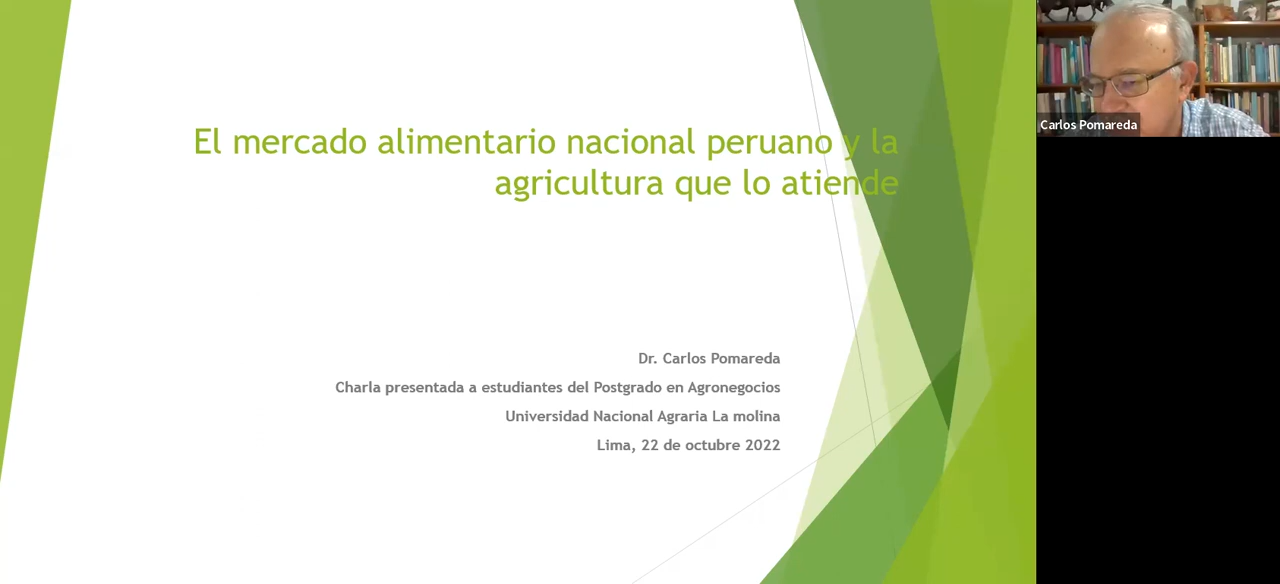 El mercado alimentario nacional peruano y la
agricultura que lo atiende
Dr. Carlos Pomareda
Charla presentada a estudiantes del Postgrado en Agronegocios
Universidad Nacional Agraria La molina
Lima, 22 de octubre 2022
Carlos Pomareda